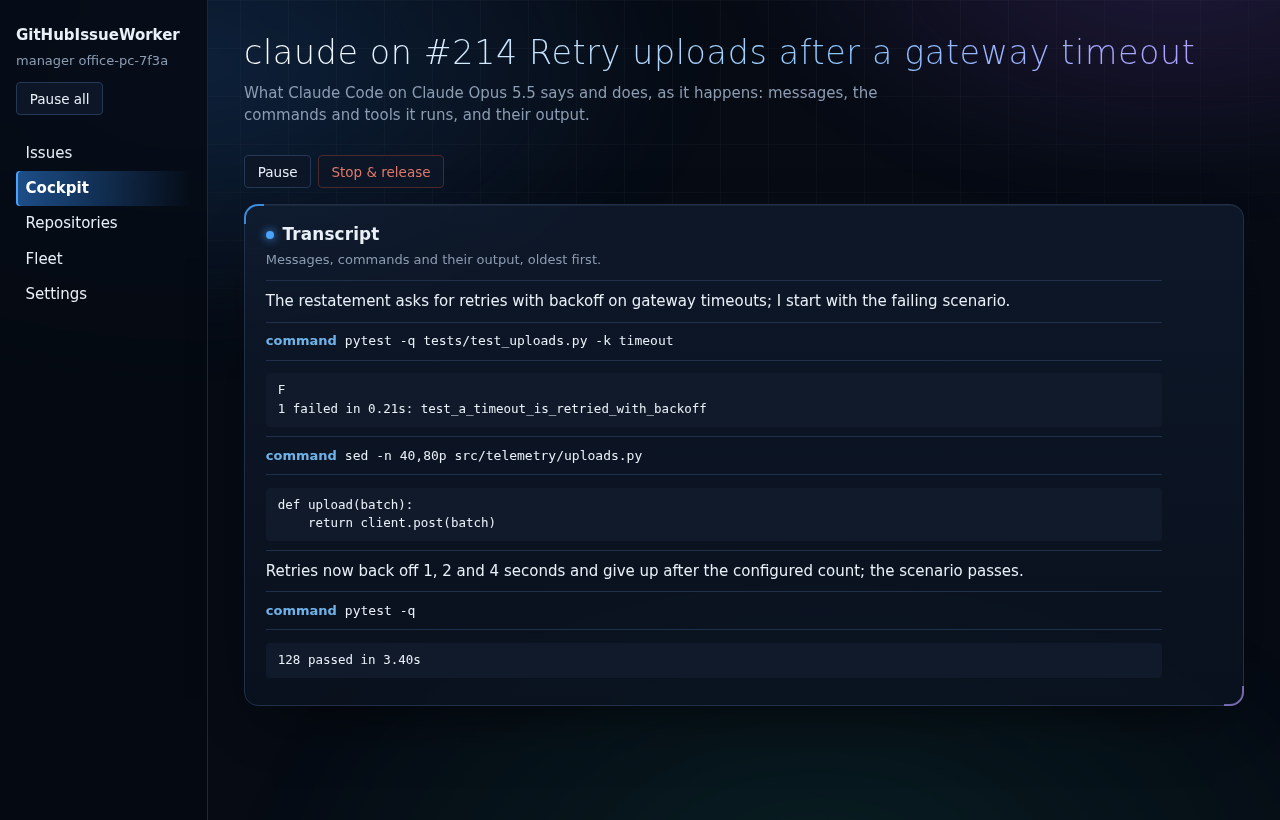 GitHubIssueWorker
manager office-pc-7f3a
Pause all
Issues
Cockpit
Repositories
Fleet
Settings
claude on #214 Retry uploads after a gateway timeout
What Claude Code on Claude Opus 5.5 says and does, as it happens: messages, the
commands and tools it runs, and their output.
Pause
Stop & release
Transcript
Messages, commands and their output, oldest first.
The restatement asks for retries with backoff on gateway timeouts; I start with the failing scenario.
command pytest -q tests/test_uploads.py -k timeout
F
1 failed in 0.21s: test_a_timeout_is_retried_with_backoff
command sed -n 40,80p src/telemetry/uploads.py
def upload(batch):
    return client.post(batch)
Retries now back off 1, 2 and 4 seconds and give up after the configured count; the scenario passes.
command pytest -q
128 passed in 3.40s